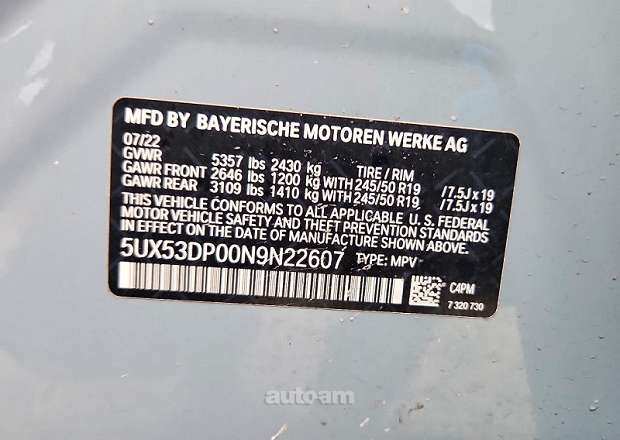 MFD BY BAYERISCHE MOTOREN WERKE AG
07/22
GVWR 5357 lbs 2430 kg TIRE / RIM
GAWR FRONT 2646 lbs 1200 kg WITH 245/50 R19 /7.5J x 19
GAWR REAR 3109 lbs 1410 kg WITH 245/50 R19 /7.5J x 19
THIS VEHICLE CONFORMS TO ALL APPLICABLE U. S. FEDERAL
MOTOR VEHICLE SAFETY AND THEFT PREVENTION STANDARDS
IN EFFECT ON THE DATE OF MANUFACTURE SHOWN ABOVE.
5UX53DP00N9N22607 TYPE: MPV
C4PM
7 320 730
auto.am